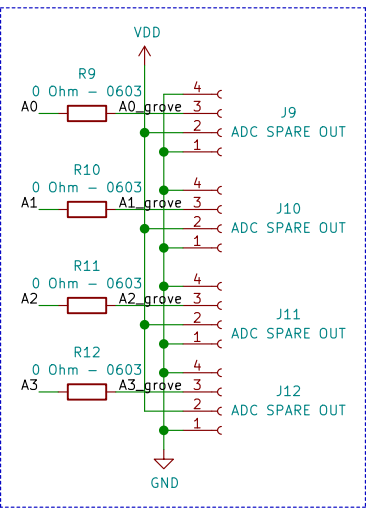 VDD
R9
0 Ohm – 0603
A0
A0_grove
4
3
2
1
J9
ADC SPARE OUT
R10
0 Ohm – 0603
A1
A1_grove
4
3
2
1
J10
ADC SPARE OUT
R11
0 Ohm – 0603
A2
A2_grove
4
3
2
1
J11
ADC SPARE OUT
R12
0 Ohm – 0603
A3
A3_grove
4
3
2
1
J12
ADC SPARE OUT
GND